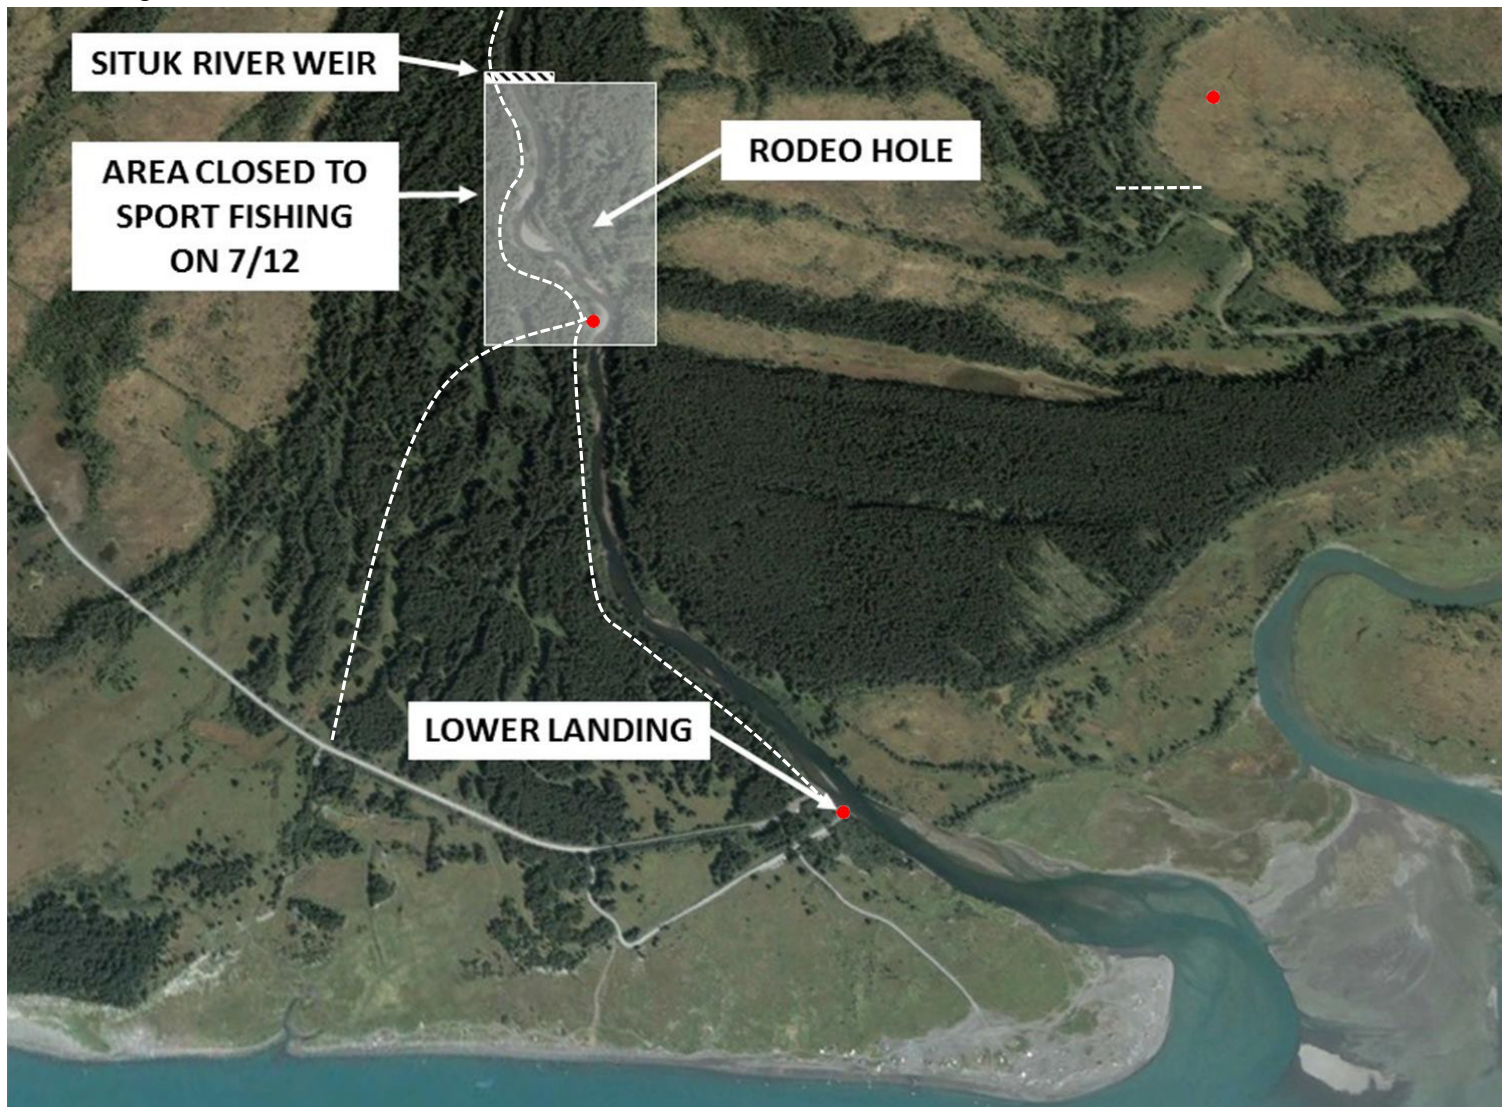 SITUK RIVER WEIR
AREA CLOSED TO
SPORT FISHING
ON 7/12
RODEO HOLE
LOWER LANDING